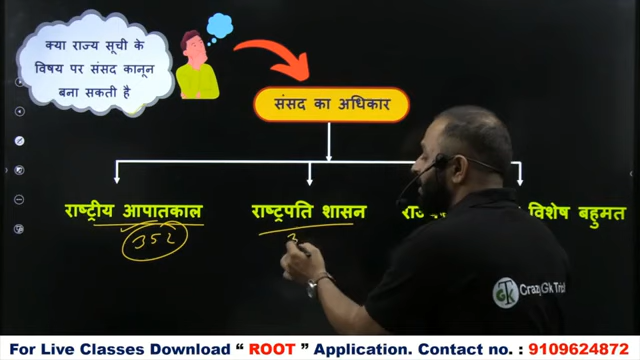 क्या राज्य सूची के
विषय पर संसद कानून
बना सकती है
संसद का अधिकार
राष्ट्रीय आपातकाल
राष्ट्रपति शासन
विशेष बहुमत
352
3
For Live Classes Download “ ROOT ” Application. Contact no. : 9109624872